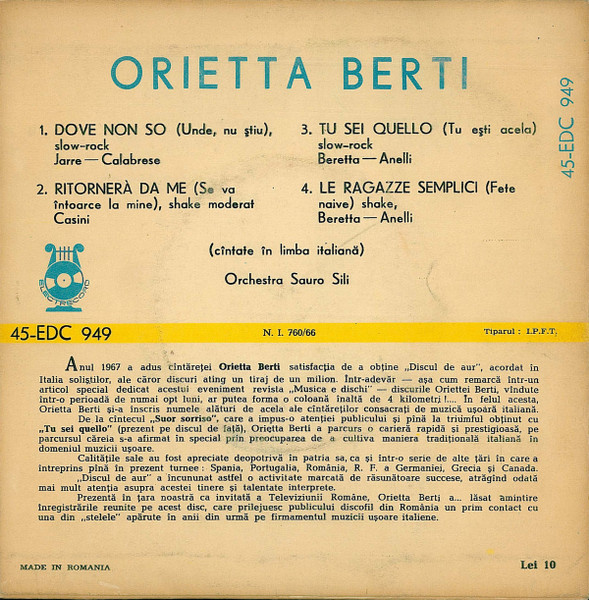 ORIETTA BERTI
45-EDC 949
1. DOVE NON SO (Unde, nu știu),
slow-rock
Jarre — Calabrese
2. RITORNERÀ DA ME (Se va
întoarce la mine), shake moderat
Casini
3. TU SEI QUELLO (Tu ești acela)
slow-rock
Beretta — Anelli
4. LE RAGAZZE SEMPLICI (Fete
naive) shake,
Beretta — Anelli
(cîntate în limba italiană)
Orchestra Sauro Sili
ELECTRECORD
45-EDC 949 N. I. 760/66 Tiparul : I.P.F.T.
Anul 1967 a adus cîntăreței Orietta Berti satisfacția de a obține „Discul de aur", acordat în
Italia soliștilor, ale căror discuri ating un tiraj de un milion. Într-adevăr — așa cum remarcă într-un
articol special dedicat acestui eveniment revista „Musica e dischi" — discurile Oriettei Berti, vîndute
într-o perioadă de numai opt luni, ar putea forma o coloană înaltă de 4 kilometri !.... În felul acesta,
Orietta Berti și-a înscris numele alături de acela ale cîntăreților consacrați de muzică ușoară italiană.
De la cîntecul „Suor sorriso", care a impus-o atenției publicului și pînă la triumful obținut cu
„Tu sei quello" (prezent pe discul de față), Orietta Berti a parcurs o carieră rapidă și prestigioasă, pe
parcursul căreia s-a afirmat în special prin preocuparea de a cultiva maniera tradițională italiană în
domeniul muzicii ușoare.
Calitățile sale au fost apreciate deopotrivă în patria sa, ca și într-o serie de alte țări în care a
întreprins pînă în prezent turnee : Spania, Portugalia, România, R. F. a Germaniei, Grecia și Canada.
„Discul de aur" a încununat astfel o activitate marcată de răsunătoare succese, atrăgînd odată
mai mult atenția asupra acestei tinere și talentate interprete.
Prezentă în țara noastră ca invitată a Televiziunii Române, Orietta Berti a... lăsat amintire
înregistrările reunite pe acest disc, care prilejuesc publicului discofil din România un prim contact cu
una din „stelele" apărute în anii din urmă pe firmamentul muzicii ușoare italiene.
MADE IN ROMANIA Lei 10